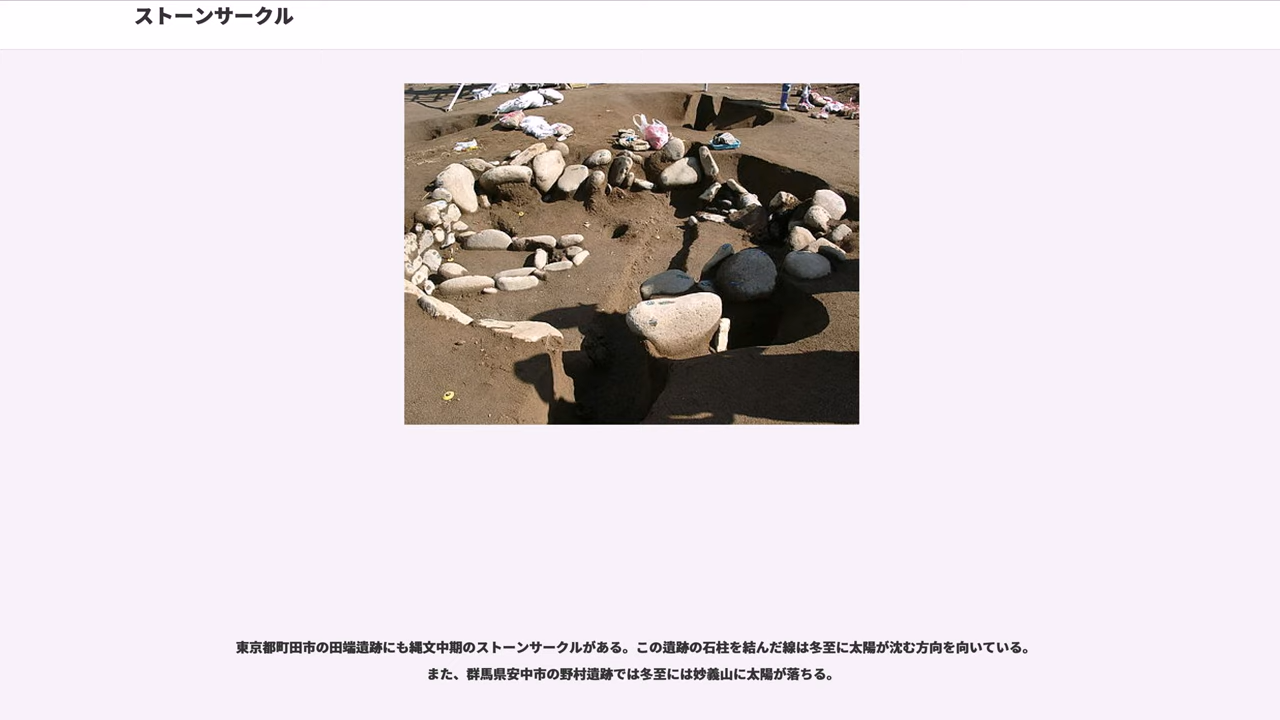 ストーンサークル
東京都町田市の田端遺跡にも縄文中期のストーンサークルがある。この遺跡の石柱を結んだ線は冬至に太陽が沈む方向を向いている。
また、群馬県安中市の野村遺跡では冬至には妙義山に太陽が落ちる。